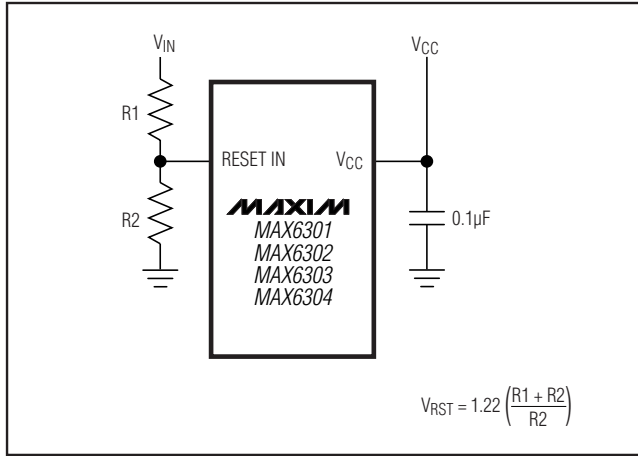 V_IN
V_CC
R1
RESET IN
V_CC
R2
MAXIM
MAX6301
MAX6302
MAX6303
MAX6304
0.1µF
V_RST = 1.22 (R1 + R2 / R2)